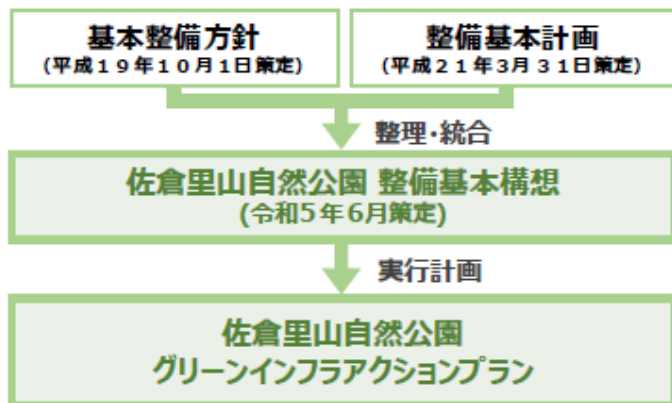 基本整備方針
(平成19年10月1日策定)
整備基本計画
(平成21年3月31日策定)
整理・統合
佐倉里山自然公園 整備基本構想
(令和5年6月策定)
実行計画
佐倉里山自然公園
グリーンインフラアクションプラン